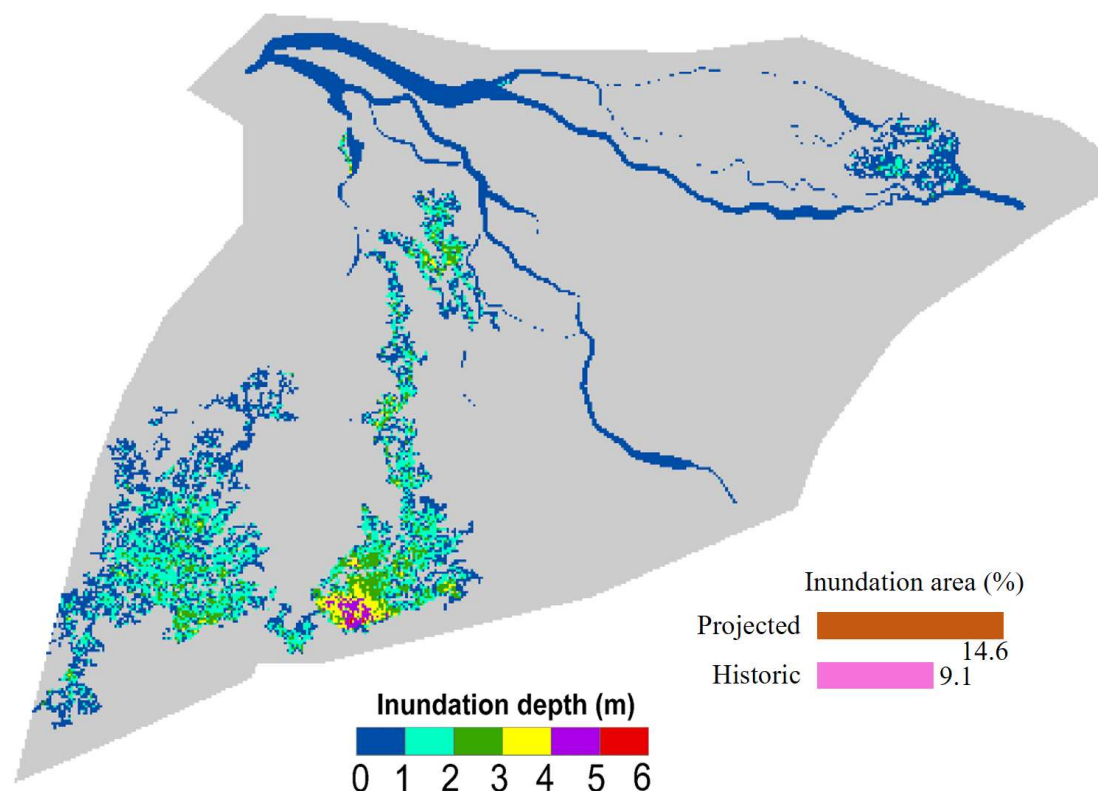 Inundation area (%)
Projected
14.6
Historic 9.1
Inundation depth (m)
0 1 2 3 4 5 6